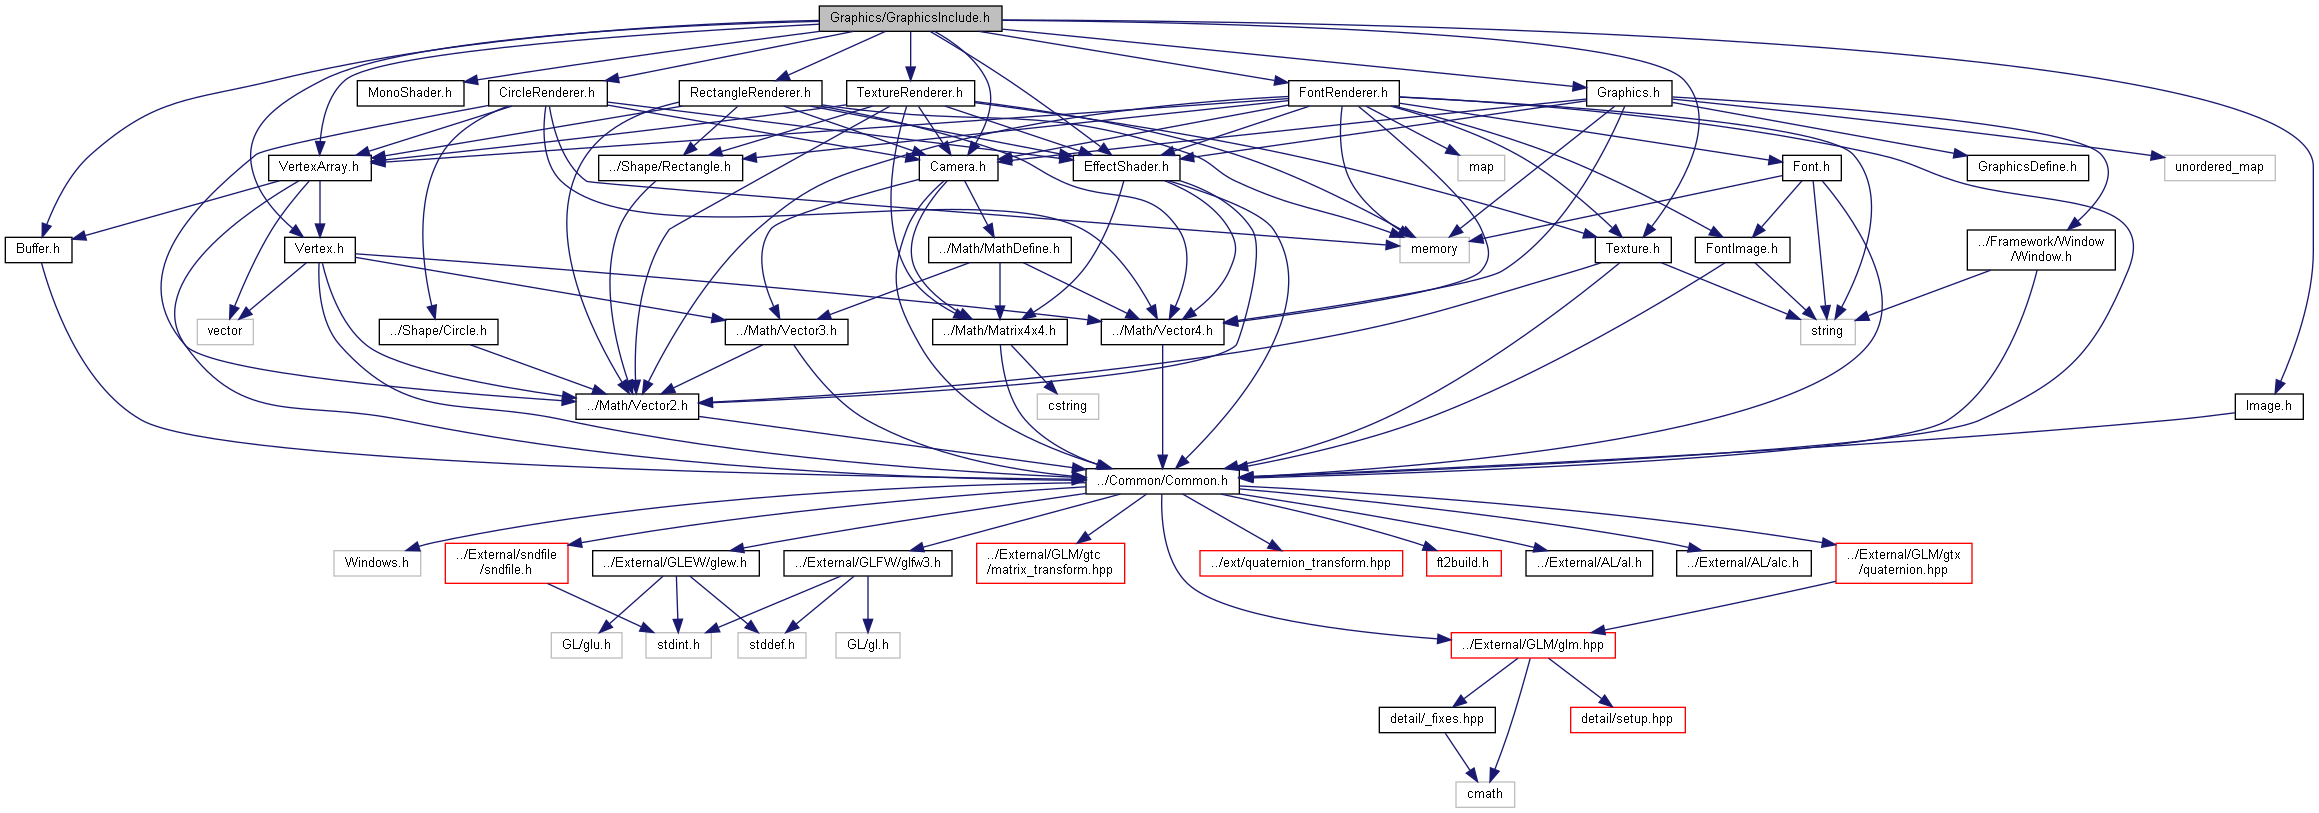 Graphics/GraphicsInclude.h
MonoShader.h
CircleRenderer.h
RectangleRenderer.h
TextureRenderer.h
FontRenderer.h
Graphics.h
VertexArray.h
../Shape/Rectangle.h
Camera.h
EffectShader.h
map
Font.h
GraphicsDefine.h
unordered_map
Buffer.h
Vertex.h
../Math/MathDefine.h
memory
Texture.h
FontImage.h
../Framework/Window
/Window.h
vector
../Shape/Circle.h
../Math/Vector3.h
../Math/Matrix4x4.h
../Math/Vector4.h
string
../Math/Vector2.h
cstring
Image.h
../Common/Common.h
Windows.h
../External/sndfile
/sndfile.h
../External/GLEW/glew.h
../External/GLFW/glfw3.h
../External/GLM/gtc
/matrix_transform.hpp
../ext/quaternion_transform.hpp
ft2build.h
../External/AL/al.h
../External/AL/alc.h
../External/GLM/gtx
/quaternion.hpp
GL/glu.h
stdint.h
stddef.h
GL/gl.h
../External/GLM/glm.hpp
detail/_fixes.hpp
detail/setup.hpp
cmath